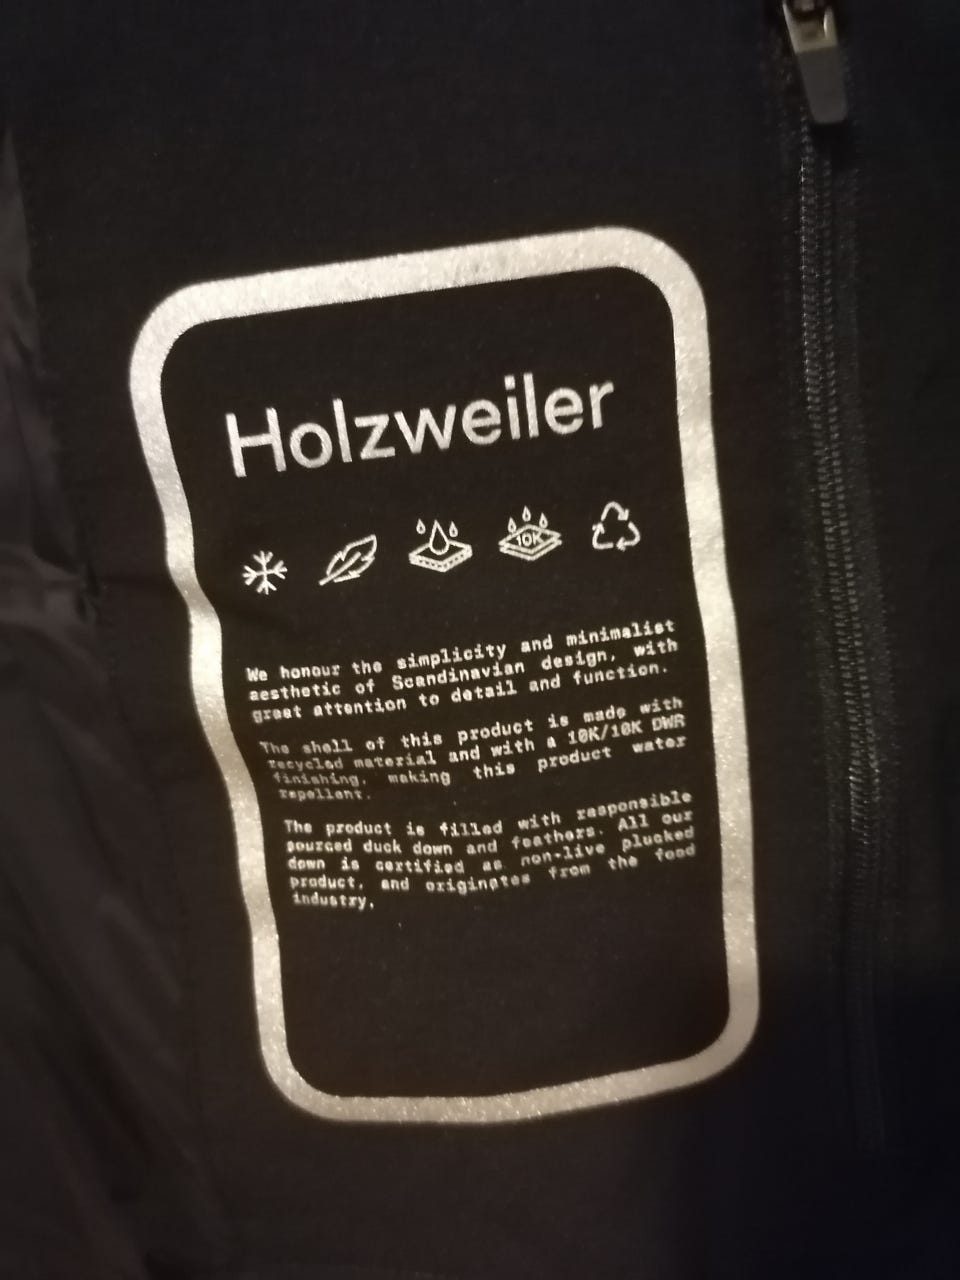 Holzweiler
10K
We honour the simplicity and minimalist
aesthetic of Scandinavian design, with
great attention to detail and function.
The shell of this product is made with
recycled material and with a 10K/10K DWR
finishing, making this product water
repellent.
The product is filled with responsible
sourced duck down and feathers. All our
down is certified as non-live plucked
product, and originates from the food
industry.